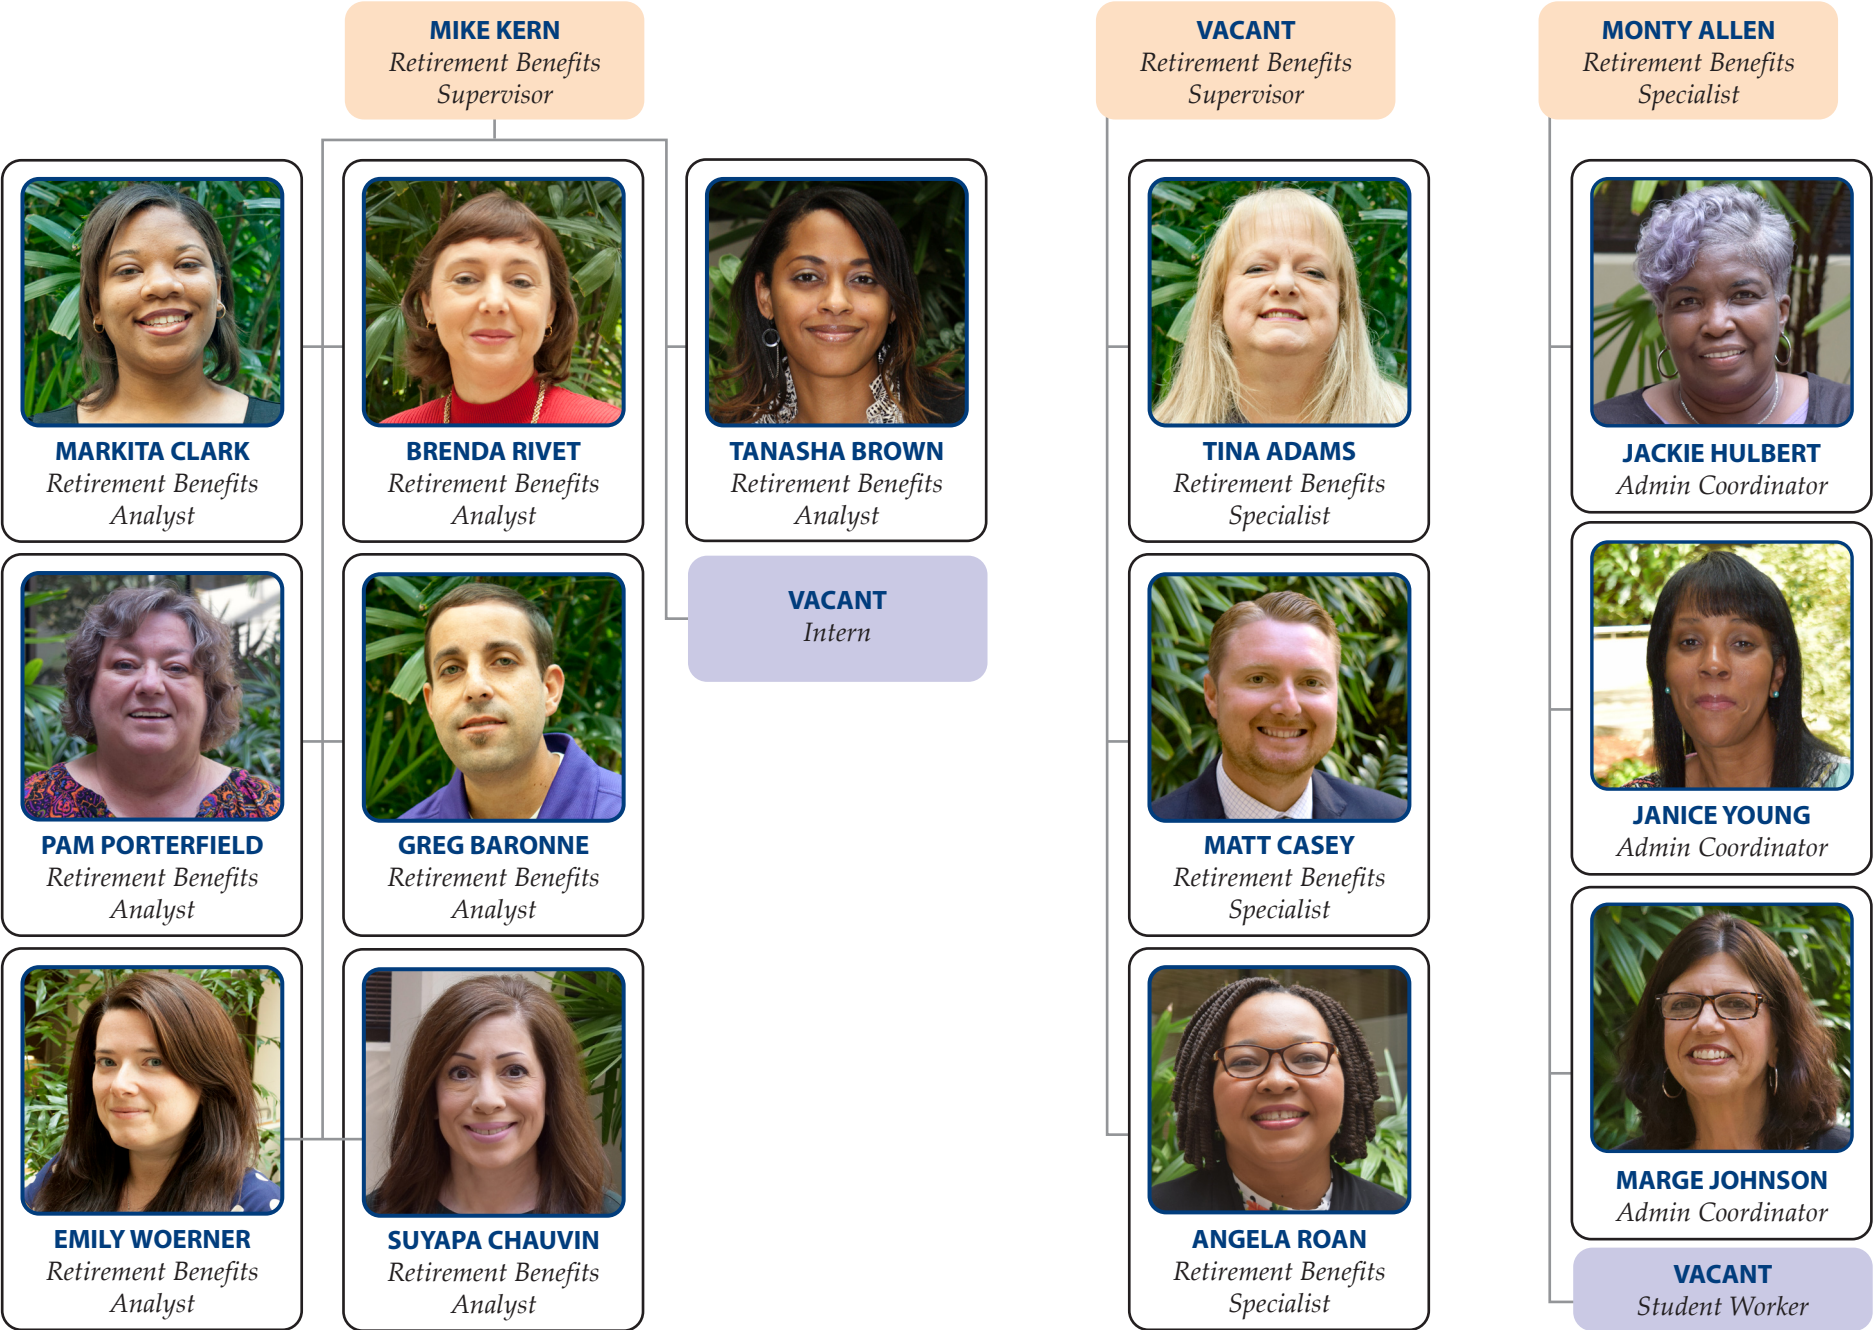 MIKE KERN
Retirement Benefits
Supervisor
VACANT
Retirement Benefits
Supervisor
MONTY ALLEN
Retirement Benefits
Specialist
MARKITA CLARK
Retirement Benefits
Analyst
BRENDA RIVET
Retirement Benefits
Analyst
TANASHA BROWN
Retirement Benefits
Analyst
TINA ADAMS
Retirement Benefits
Specialist
JACKIE HULBERT
Admin Coordinator
VACANT
Intern
PAM PORTERFIELD
Retirement Benefits
Analyst
GREG BARONNE
Retirement Benefits
Analyst
MATT CASEY
Retirement Benefits
Specialist
JANICE YOUNG
Admin Coordinator
EMILY WOERNER
Retirement Benefits
Analyst
SUYAPA CHAUVIN
Retirement Benefits
Analyst
ANGELA ROAN
Retirement Benefits
Specialist
MARGE JOHNSON
Admin Coordinator
VACANT
Student Worker